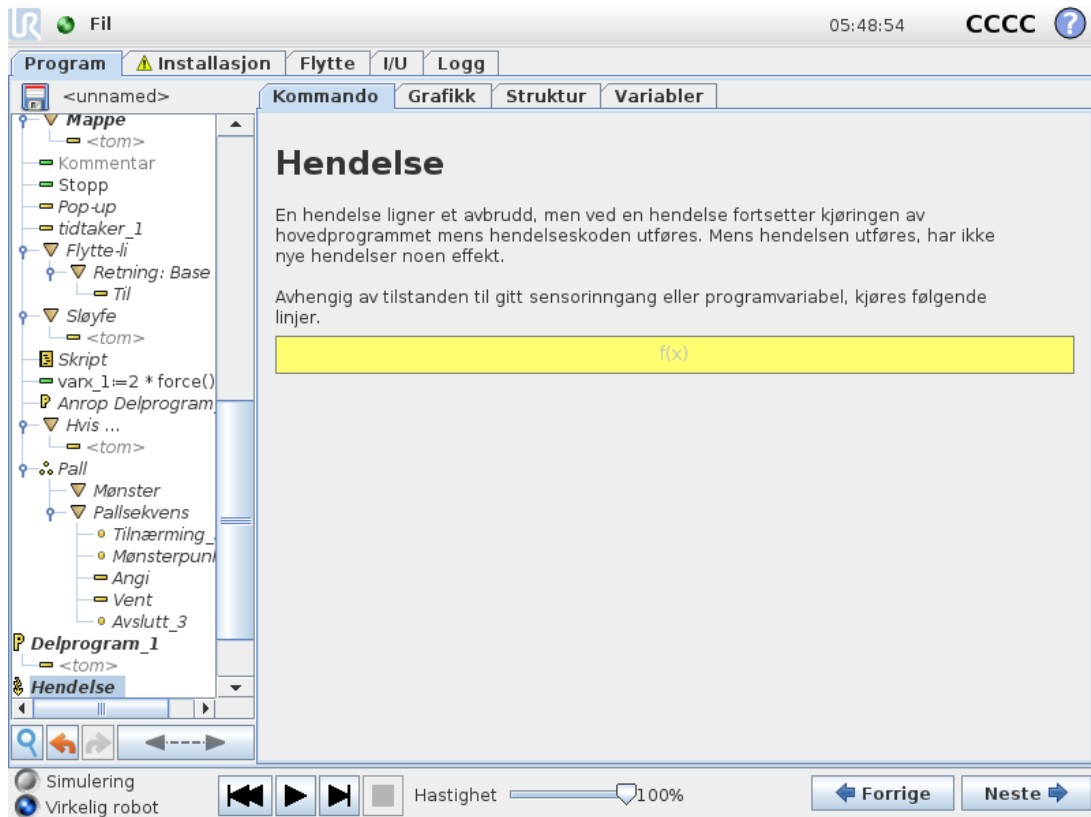 UR
Fil
05:48:54
CCCC
?
Program
Installasjon
Flytte
I/U
Logg
<unnamed>
Kommando
Grafikk
Struktur
Variabler
Mappe
<tom>
Kommentar
Stopp
Pop-up
tidtaker_1
Flytte-li
Retning: Base
Til
Sløyfe
<tom>
Skript
varx_1:=2 * force()
P Anrop Delprogram_
Hvis ...
<tom>
Pall
Mønster
Pallsekvens
Tilnærming_
Mønsterpunk
Angi
Vent
Avslutt_3
P Delprogram_1
<tom>
Hendelse
Hendelse
En hendelse ligner et avbrudd, men ved en hendelse fortsetter kjøringen av
hovedprogrammet mens hendelseskoden utføres. Mens hendelsen utføres, har ikke
nye hendelser noen effekt.
Avhengig av tilstanden til gitt sensorinngang eller programvariabel, kjøres følgende
linjer.
f(x)
Simulering
Virkelig robot
Hastighet
100%
Forrige
Neste